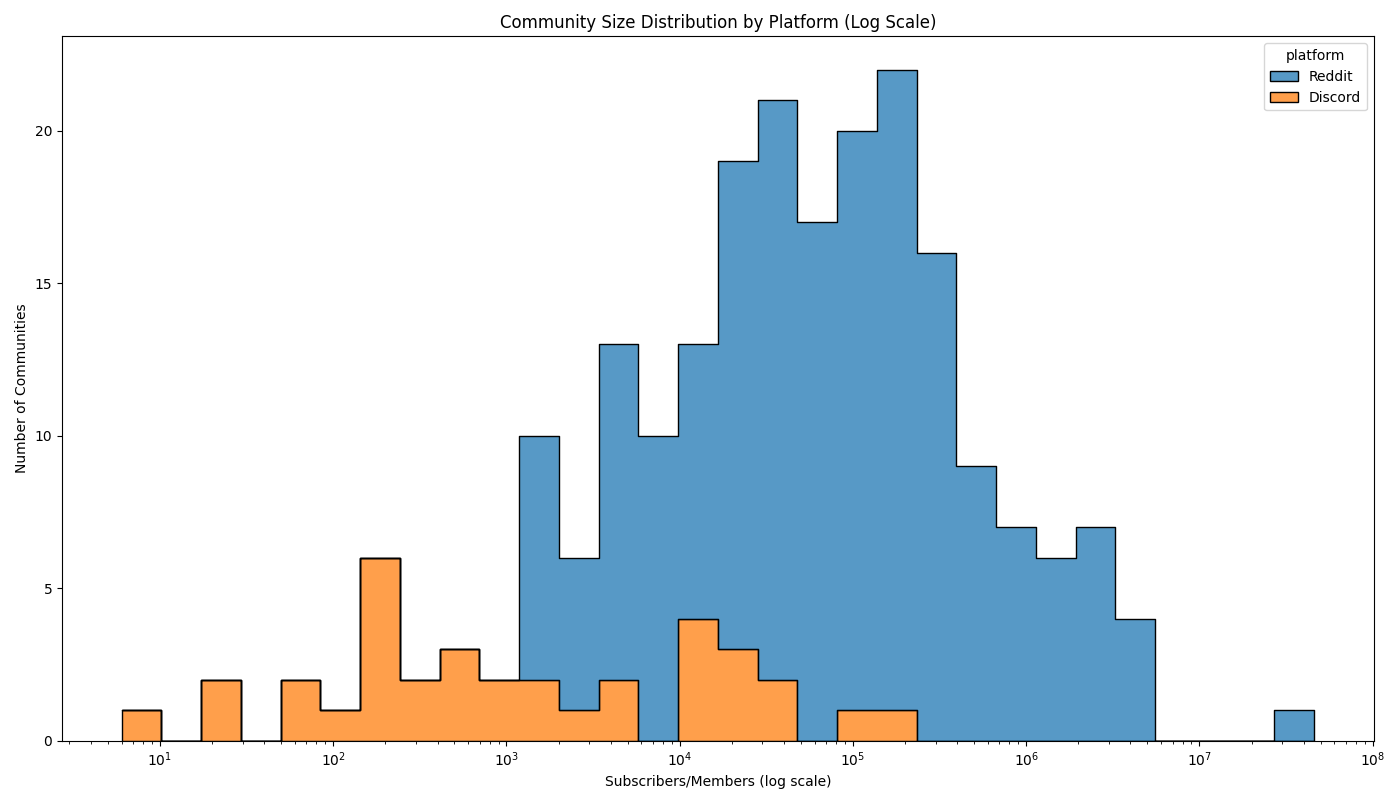 Community Size Distribution by Platform (Log Scale)
platform
Reddit
Discord
Number of Communities
20
15
10
5
0
10¹ 10² 10³ 10⁴ 10⁵ 10⁶ 10⁷ 10⁸
Subscribers/Members (log scale)